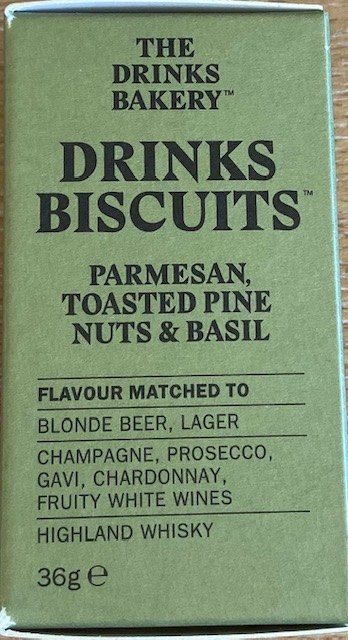 THE
DRINKS
BAKERY™
DRINKS
BISCUITS™
PARMESAN,
TOASTED PINE
NUTS & BASIL
FLAVOUR MATCHED TO
BLONDE BEER, LAGER
CHAMPAGNE, PROSECCO,
GAVI, CHARDONNAY,
FRUITY WHITE WINES
HIGHLAND WHISKY
36g ℮